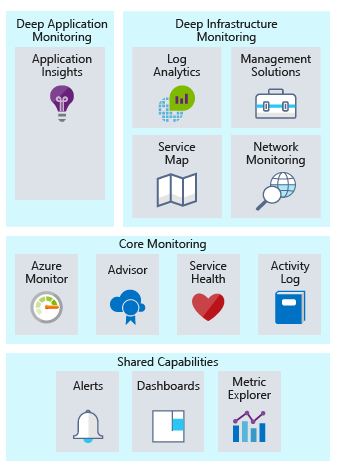 Deep Application
Monitoring
Application
Insights
Deep Infrastructure
Monitoring
Log
Analytics
Management
Solutions
Service
Map
Network
Monitoring
Core Monitoring
Azure
Monitor
Advisor
Service
Health
Activity
Log
Shared Capabilities
Alerts
Dashboards
Metric
Explorer